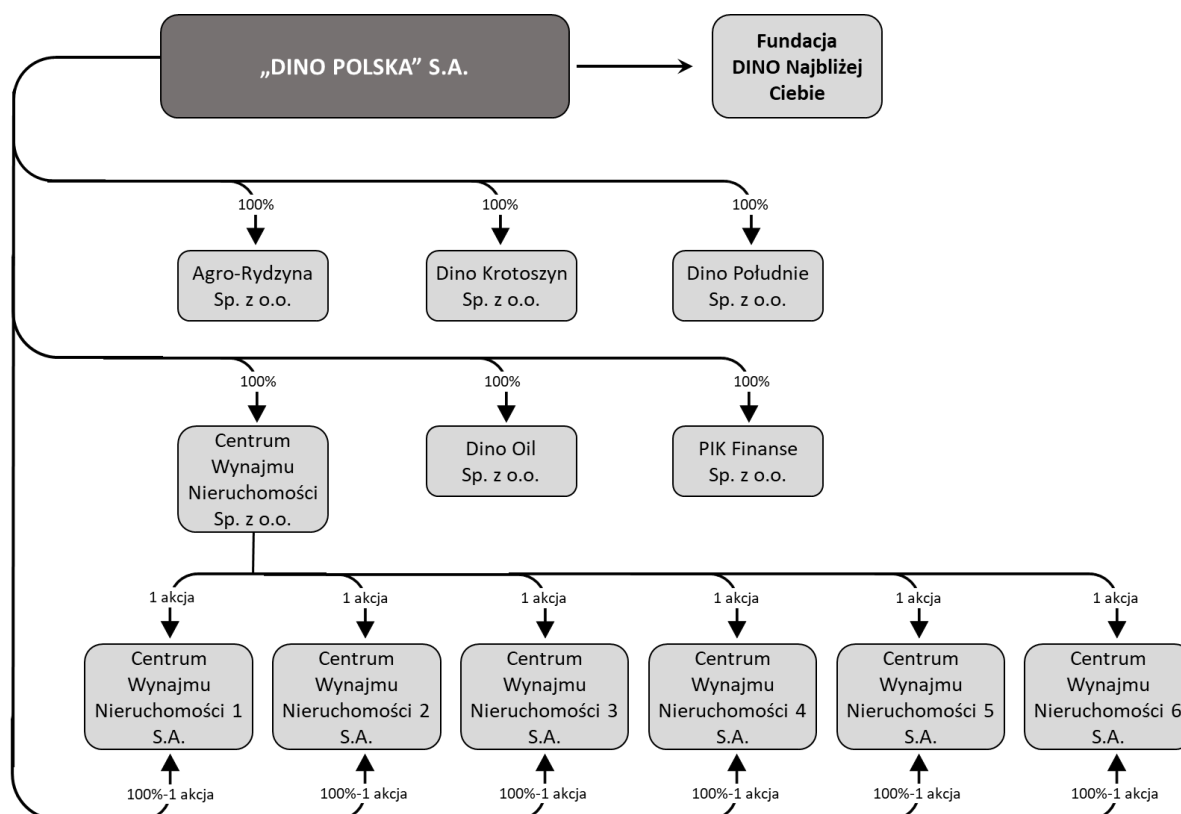 „DINO POLSKA” S.A.
Fundacja
DINO Najbliżej
Ciebie
100%
100%
100%
Agro-Rydzyna
Sp. z o.o.
Dino Krotoszyn
Sp. z o.o.
Dino Południe
Sp. z o.o.
100%
100%
100%
Centrum
Wynajmu
Nieruchomości
Sp. z o.o.
Dino Oil
Sp. z o.o.
PIK Finanse
Sp. z o.o.
1 akcja
1 akcja
1 akcja
1 akcja
1 akcja
1 akcja
Centrum
Wynajmu
Nieruchomości 1
S.A.
Centrum
Wynajmu
Nieruchomości 2
S.A.
Centrum
Wynajmu
Nieruchomości 3
S.A.
Centrum
Wynajmu
Nieruchomości 4
S.A.
Centrum
Wynajmu
Nieruchomości 5
S.A.
Centrum
Wynajmu
Nieruchomości 6
S.A.
100%-1 akcja
100%-1 akcja
100%-1 akcja
100%-1 akcja
100%-1 akcja
100%-1 akcja